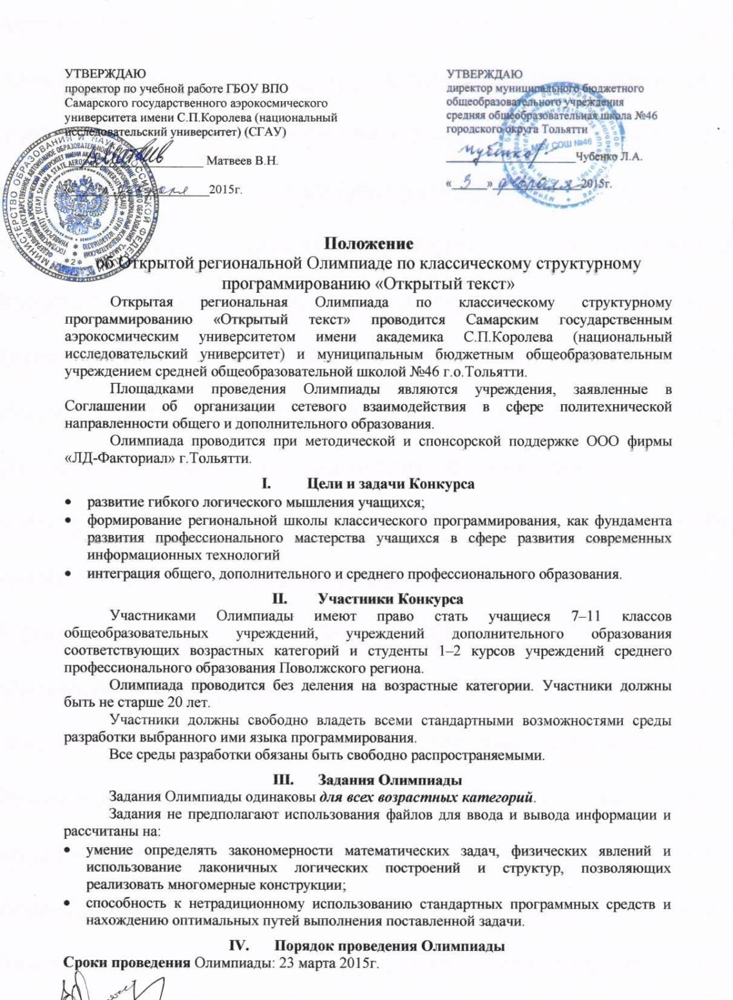 УТВЕРЖДАЮ
проректор по учебной работе ГБОУ ВПО
Самарского государственного аэрокосмического
университета имени С.П.Королева (национальный
исследовательский университет) (СГАУ)
Матвеев В.Н.
февраля 2015г.
УТВЕРЖДАЮ
директор муниципального бюджетного
общеобразовательного учреждения
средняя общеобразовательная школа №46
городского округа Тольятти
МБУ СОШ №46
Чубенко Л.А.
« 3 » февраля 2015г.
Положение
об Открытой региональной Олимпиаде по классическому структурному
программированию «Открытый текст»
Открытая региональная Олимпиада по классическому структурному
программированию «Открытый текст» проводится Самарским государственным
аэрокосмическим университетом имени академика С.П.Королева (национальный
исследовательский университет) и муниципальным бюджетным общеобразовательным
учреждением средней общеобразовательной школой №46 г.о.Тольятти.
Площадками проведения Олимпиады являются учреждения, заявленные в
Соглашении об организации сетевого взаимодействия в сфере политехнической
направленности общего и дополнительного образования.
Олимпиада проводится при методической и спонсорской поддержке ООО фирмы
«ЛД-Факториал» г.Тольятти.
I. Цели и задачи Конкурса
• развитие гибкого логического мышления учащихся;
• формирование региональной школы классического программирования, как фундамента
развития профессионального мастерства учащихся в сфере развития современных
информационных технологий
• интеграция общего, дополнительного и среднего профессионального образования.
II. Участники Конкурса
Участниками Олимпиады имеют право стать учащиеся 7–11 классов
общеобразовательных учреждений, учреждений дополнительного образования
соответствующих возрастных категорий и студенты 1–2 курсов учреждений среднего
профессионального образования Поволжского региона.
Олимпиада проводится без деления на возрастные категории. Участники должны
быть не старше 20 лет.
Участники должны свободно владеть всеми стандартными возможностями среды
разработки выбранного ими языка программирования.
Все среды разработки обязаны быть свободно распространяемыми.
III. Задания Олимпиады
Задания Олимпиады одинаковы для всех возрастных категорий.
Задания не предполагают использования файлов для ввода и вывода информации и
рассчитаны на:
• умение определять закономерности математических задач, физических явлений и
использование лаконичных логических построений и структур, позволяющих
реализовать многомерные конструкции;
• способность к нетрадиционному использованию стандартных программных средств и
нахождению оптимальных путей выполнения поставленной задачи.
IV. Порядок проведения Олимпиады
Сроки проведения Олимпиады: 23 марта 2015г.